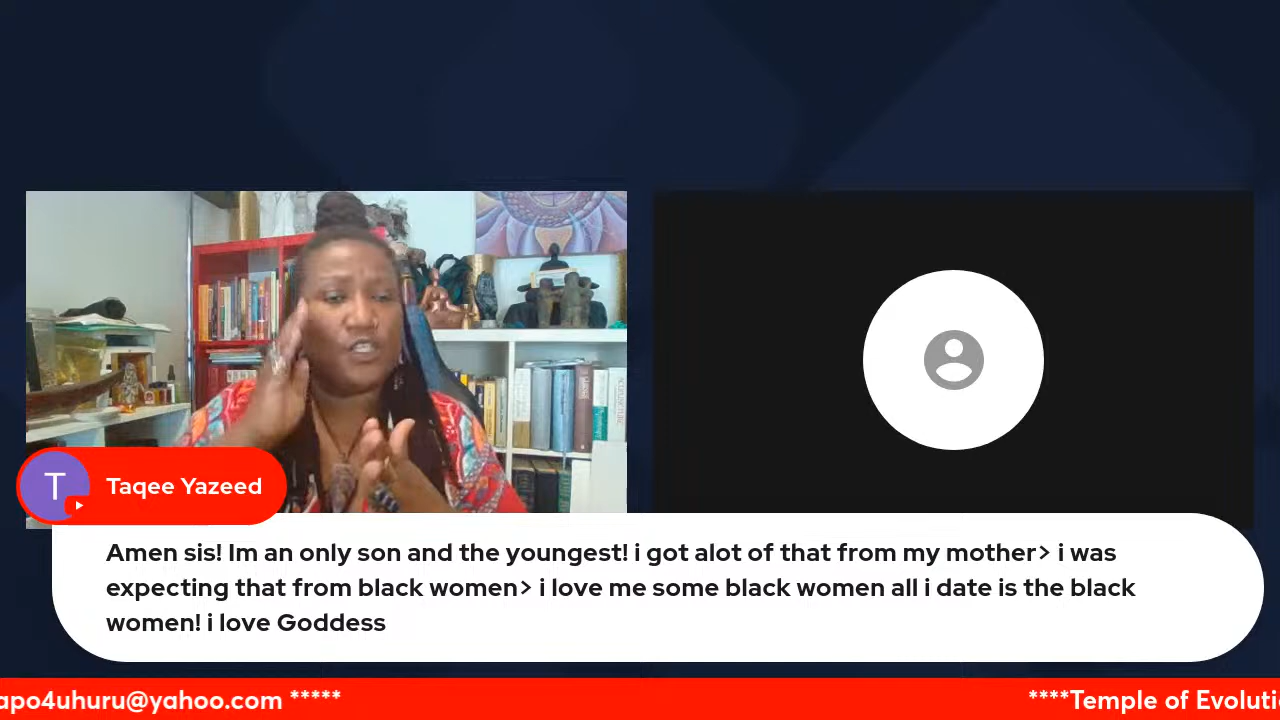 T
Taqee Yazeed
Amen sis! Im an only son and the youngest! i got alot of that from my mother> i was
expecting that from black women> i love me some black women all i date is the black
women! i love Goddess
apo4uhuru@yahoo.com ***** ****Temple of Evoluti